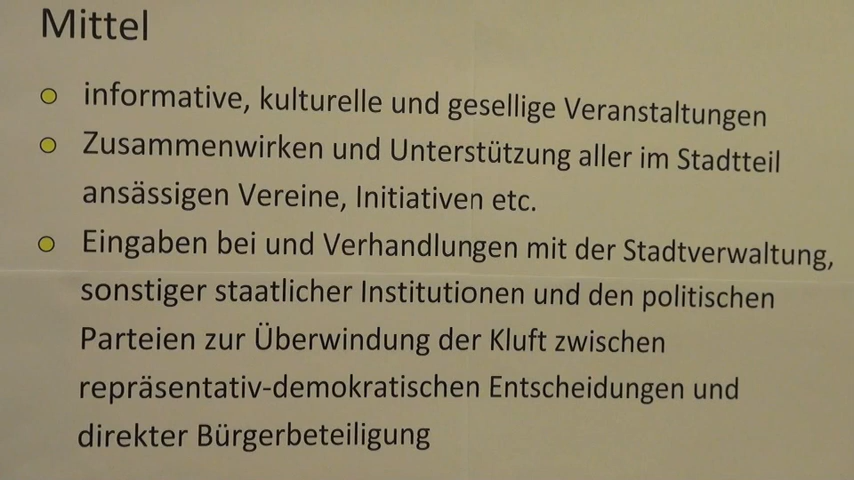 Mittel
informative, kulturelle und gesellige Veranstaltungen
Zusammenwirken und Unterstützung aller im Stadtteil
ansässigen Vereine, Initiativen etc.
Eingaben bei und Verhandlungen mit der Stadtverwaltung,
sonstiger staatlicher Institutionen und den politischen
Parteien zur Überwindung der Kluft zwischen
repräsentativ-demokratischen Entscheidungen und
direkter Bürgerbeteiligung